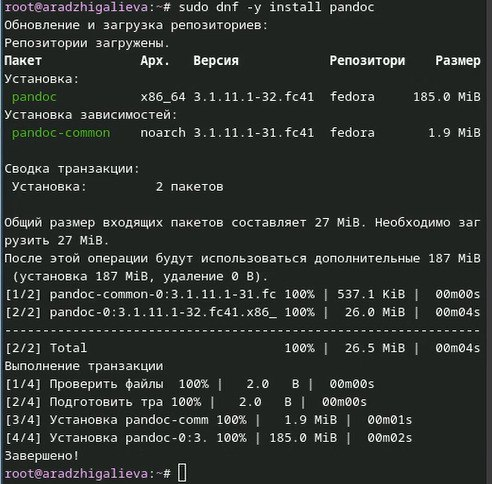 root@aradzhigalieva:~# sudo dnf -y install pandoc
Обновление и загрузка репозиториев:
Репозитории загружены.
Пакет Арх. Версия Репозитори Размер
Установка:
pandoc x86_64 3.1.11.1-32.fc41 fedora 185.0 MiB
Установка зависимостей:
pandoc-common noarch 3.1.11.1-31.fc41 fedora 1.9 MiB
Сводка транзакции:
Установка: 2 пакетов
Общий размер входящих пакетов составляет 27 MiB. Необходимо заг
рузить 27 MiB.
После этой операции будут использоваться дополнительные 187 MiB
(установка 187 MiB, удаление 0 B).
[1/2] pandoc-common-0:3.1.11.1-31.fc 100% | 537.1 KiB | 00m00s
[2/2] pandoc-0:3.1.11.1-32.fc41.x86_ 100% | 26.0 MiB | 00m04s
---------------------------------------------------------------
[2/2] Total 100% | 26.5 MiB | 00m04s
Выполнение транзакции
[1/4] Проверить файлы 100% | 2.0 B | 00m00s
[2/4] Подготовить тра 100% | 2.0 B | 00m00s
[3/4] Установка pandoc-comm 100% | 1.9 MiB | 00m01s
[4/4] Установка pandoc-0:3. 100% | 185.0 MiB | 00m02s
Завершено!
root@aradzhigalieva:~#